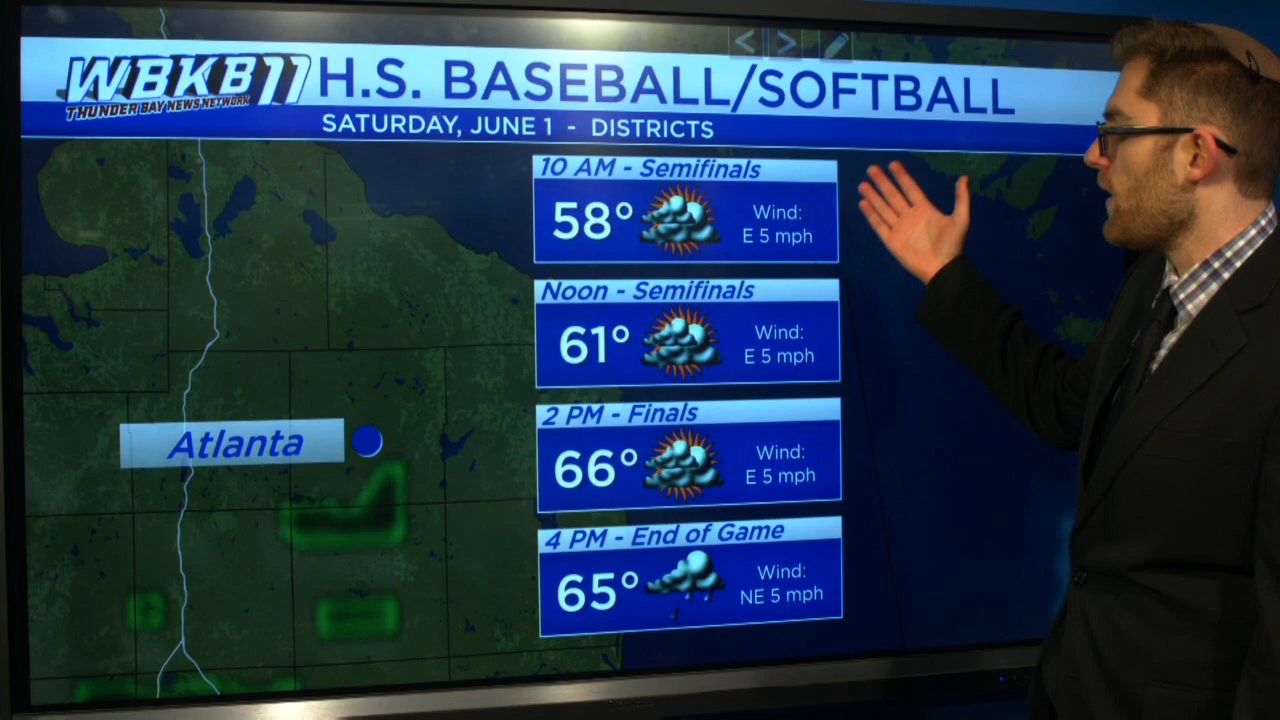 WBKB11
THUNDER BAY NEWS NETWORK
H.S. BASEBALL/SOFTBALL
SATURDAY, JUNE 1 - DISTRICTS
10 AM - Semifinals
58°
Wind:
E 5 mph
Noon - Semifinals
61°
Wind:
E 5 mph
2 PM - Finals
66°
Wind:
E 5 mph
Atlanta
4 PM - End of Game
65°
Wind:
NE 5 mph